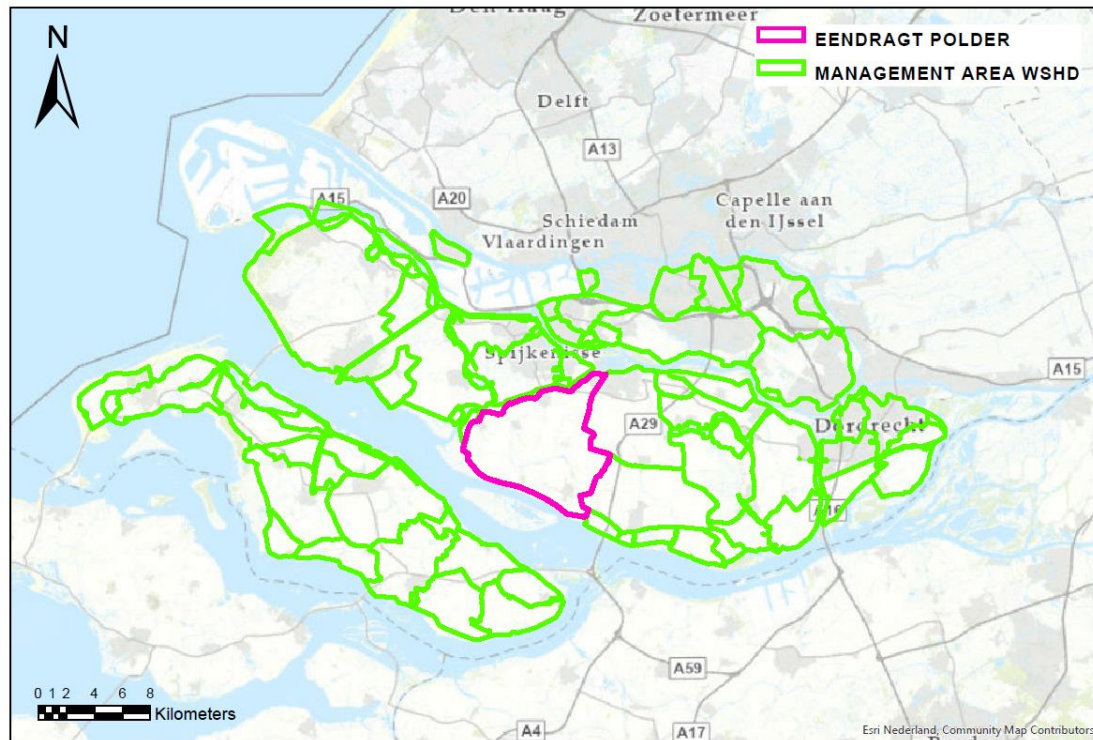 Den Haag
Zoetermeer
N
EENDRAGT POLDER
MANAGEMENT AREA WSHD
Delft
A13
A15
A20
Capelle aan
den IJssel
Schiedam
Vlaardingen
Spijkenisse
A15
A29
Dordrecht
A16
A59
0 1 2 4 6 8
Kilometers
A4
A17
Esri Nederland, Community Map Contributors